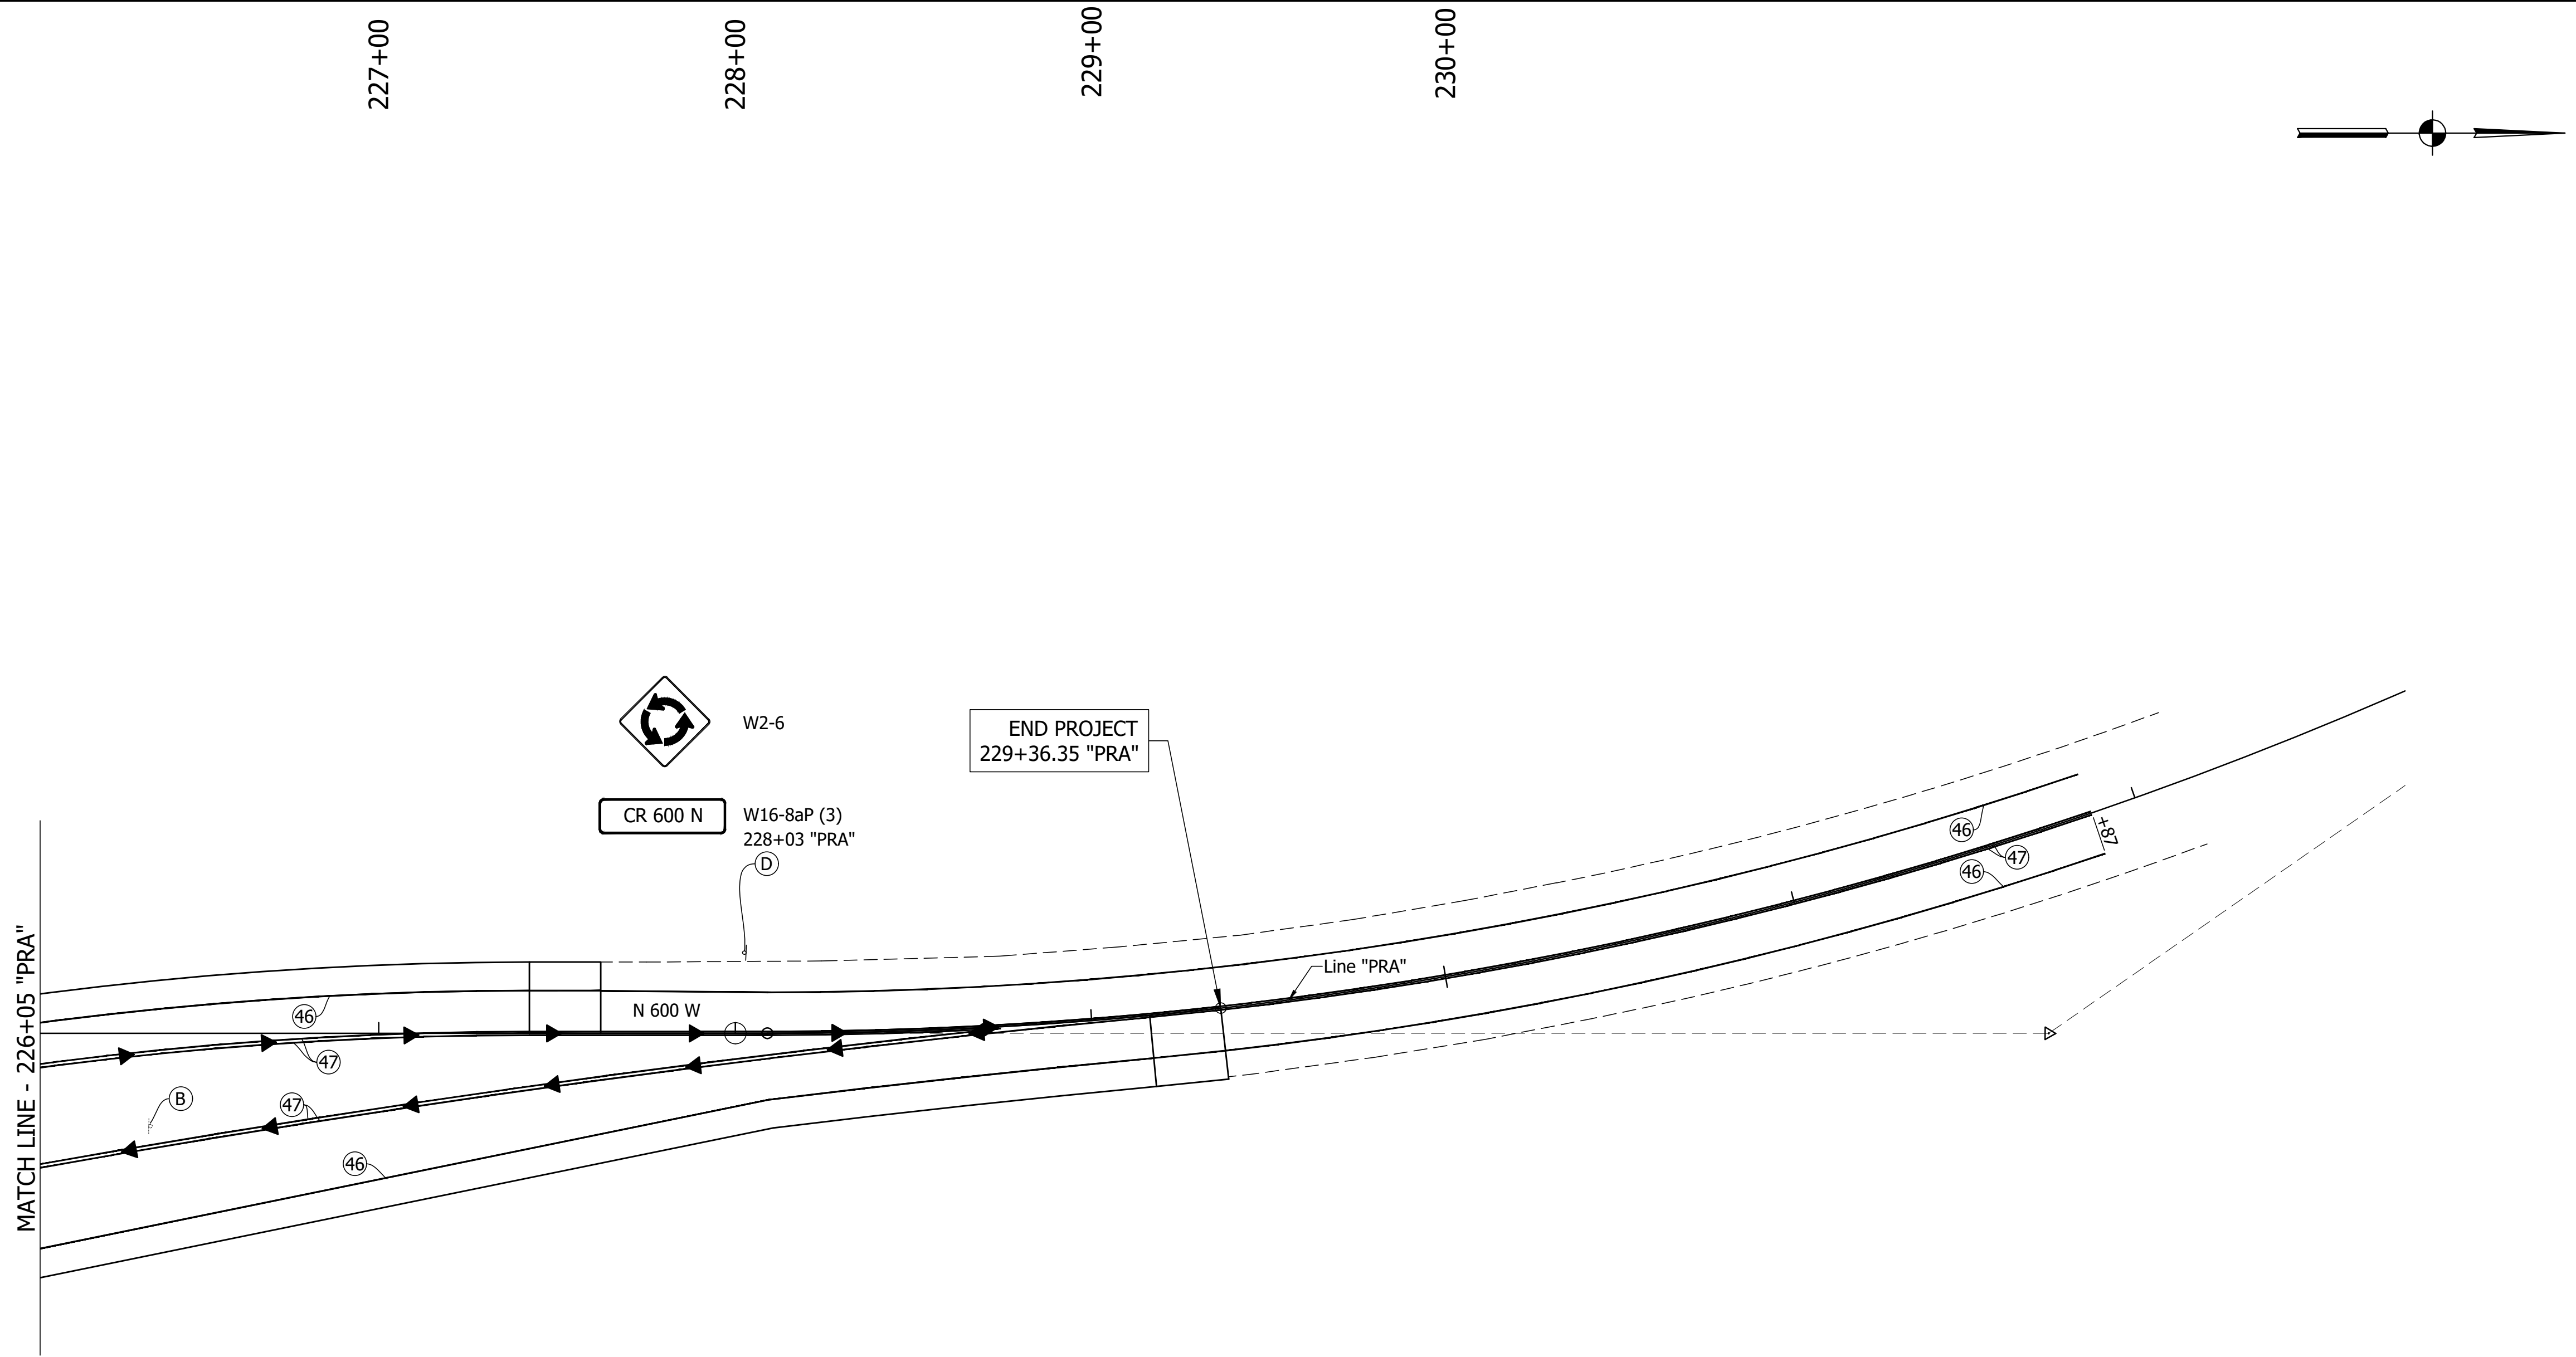 227+00
228+00
229+00
230+00
W2-6
END PROJECT
229+36.35 "PRA"
CR 600 N
W16-8aP (3)
228+03 "PRA"
D
46
+87
47
46
MATCH LINE - 226+05 "PRA"
Line "PRA"
N 600 W
46
47
B
47
46